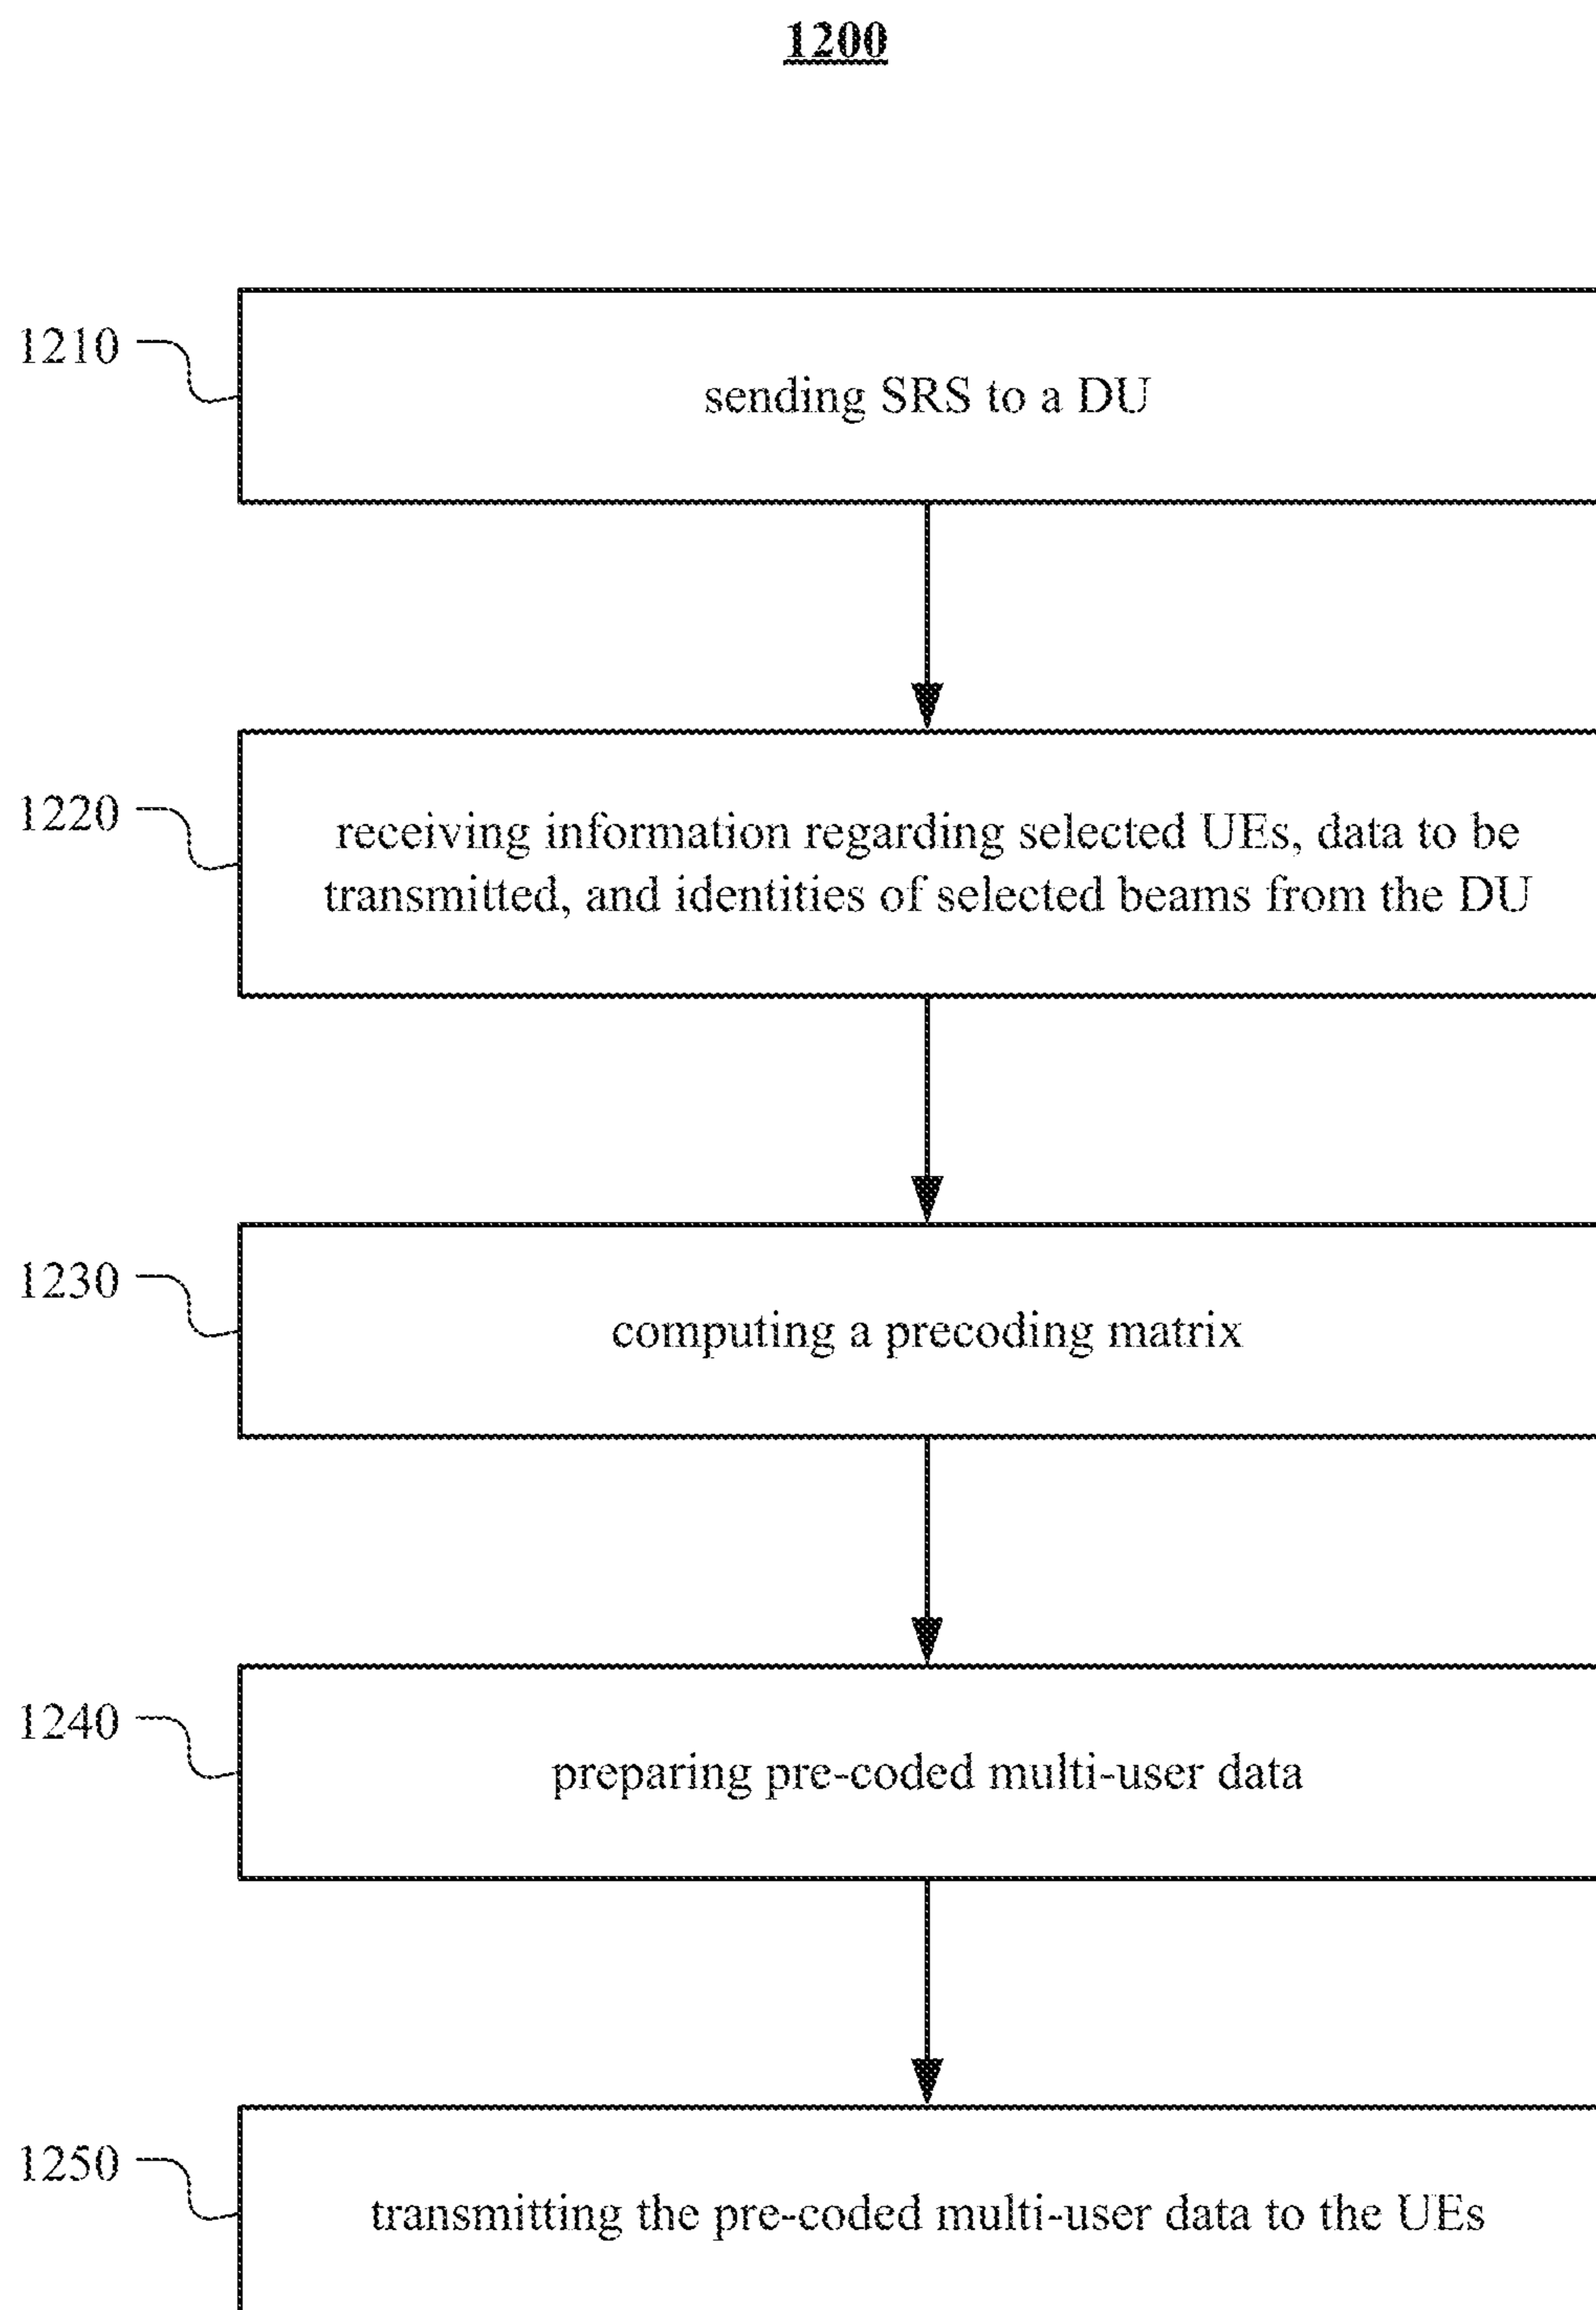 1200
1210
sending SRS to a DU
1220
receiving information regarding selected UEs, data to be
transmitted, and identities of selected beams from the DU
1230
computing a precoding matrix
1240
preparing pre-coded multi-user data
1250
transmitting the pre-coded multi-user data to the UEs